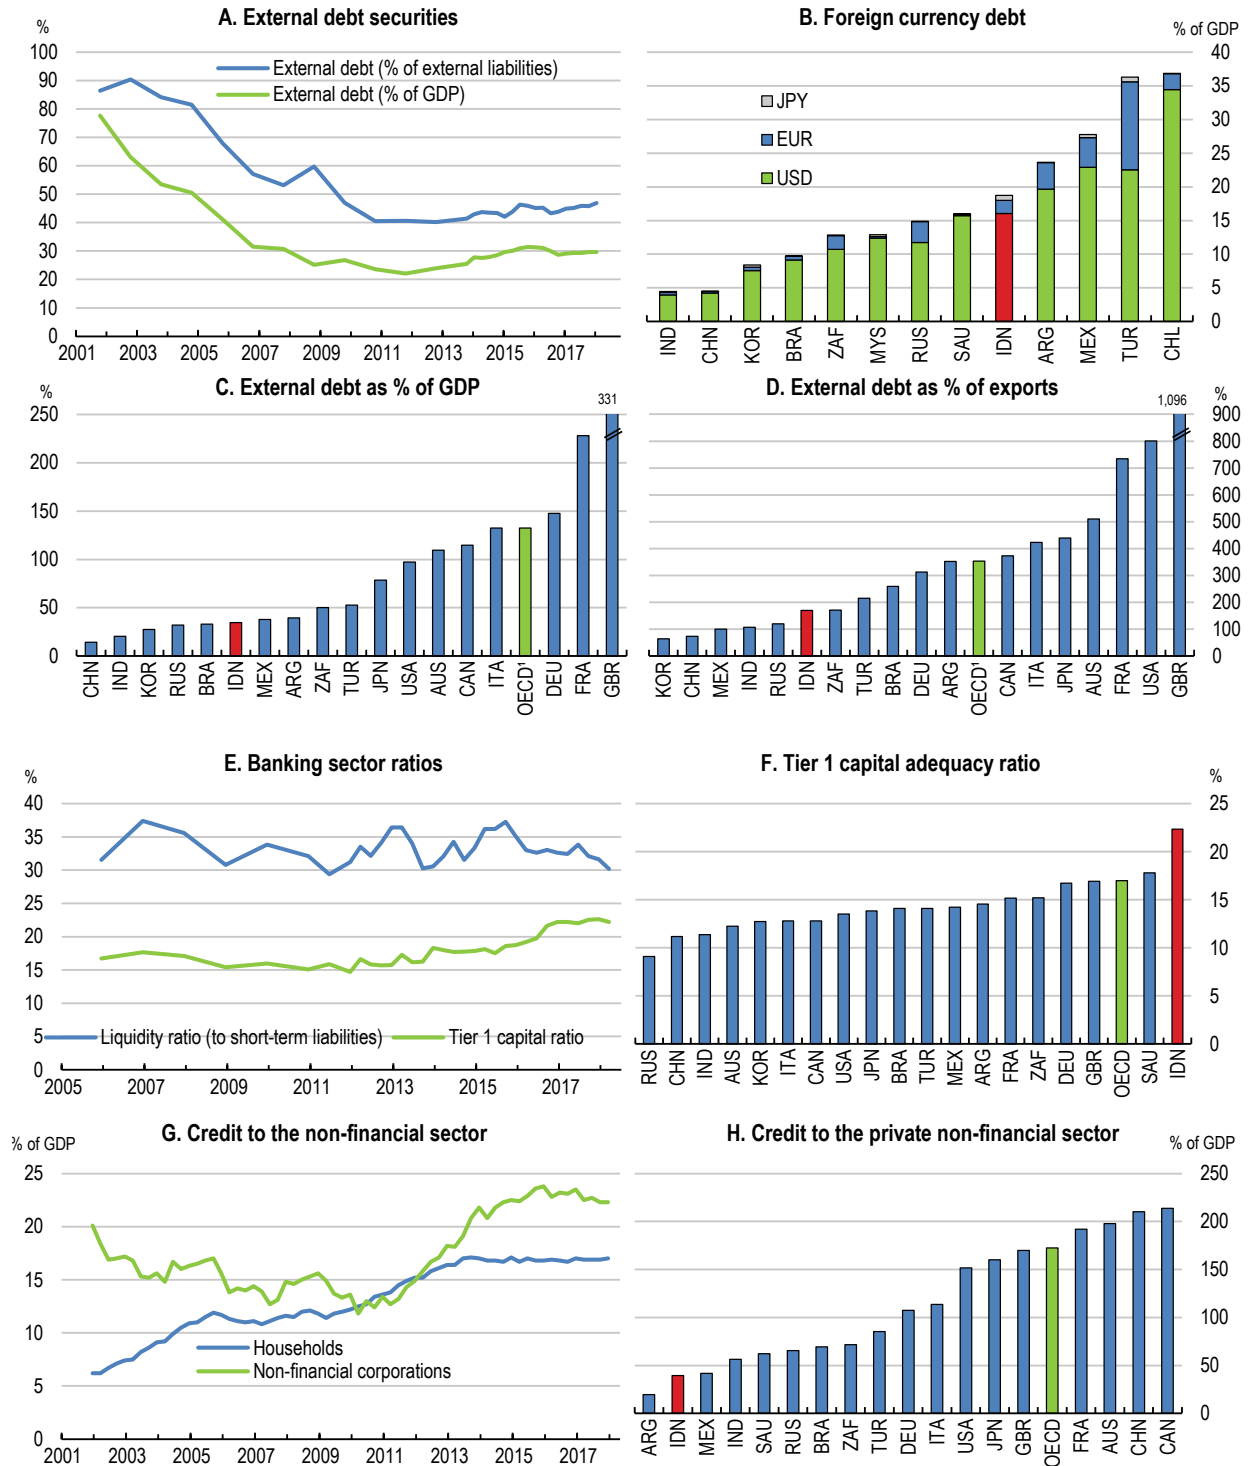 A. External debt securities
%
100
90
80
70
60
50
40
30
20
10
0
External debt (% of external liabilities)
External debt (% of GDP)
2001 2003 2005 2007 2009 2011 2013 2015 2017
B. Foreign currency debt
% of GDP
40
35
30
25
20
15
10
5
0
JPY
EUR
USD
IND CHN KOR BRA ZAF MYS RUS SAU IDN ARG MEX TUR CHL
C. External debt as % of GDP
%
331
250
200
150
100
50
0
CHN IND KOR RUS BRA IDN MEX ARG ZAF TUR JPN USA AUS CAN ITA OECD¹ DEU FRA GBR
D. External debt as % of exports
%
1,096
900
800
700
600
500
400
300
200
100
0
KOR CHN MEX IND RUS IDN ZAF TUR BRA DEU ARG OECD¹ CAN ITA JPN AUS FRA USA GBR
E. Banking sector ratios
%
40
35
30
25
20
15
10
5
0
Liquidity ratio (to short-term liabilities) Tier 1 capital ratio
2005 2007 2009 2011 2013 2015 2017
F. Tier 1 capital adequacy ratio
%
25
20
15
10
5
0
RUS CHN IND AUS KOR ITA CAN USA JPN BRA TUR MEX ARG FRA ZAF DEU GBR OECD SAU IDN
G. Credit to the non-financial sector
% of GDP
25
20
15
10
5
0
Households
Non-financial corporations
2001 2003 2005 2007 2009 2011 2013 2015 2017
H. Credit to the private non-financial sector
% of GDP
250
200
150
100
50
0
ARG IDN MEX IND SAU RUS BRA ZAF TUR DEU ITA USA JPN GBR OECD FRA AUS CHN CAN